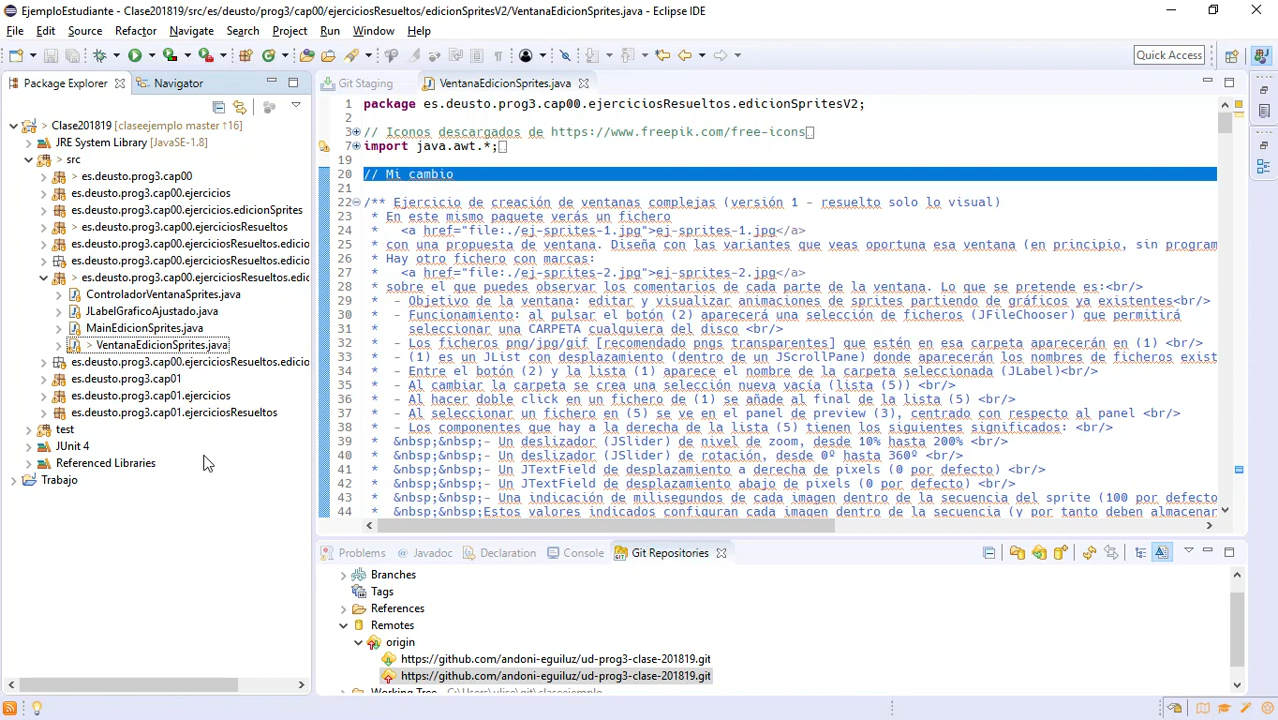 EjemploEstudiante - Clase201819/src/es/deusto/prog3/cap00/ejerciciosResueltos/edicionSpritesV2/VentanaEdicionSprites.java - Eclipse IDE
File Edit Source Refactor Navigate Search Project Run Window Help
Quick Access
Package Explorer Navigator
Clase201819 [claseejemplo master ↑16]
JRE System Library [JavaSE-1.8]
> src
> es.deusto.prog3.cap00
es.deusto.prog3.cap00.ejercicios
es.deusto.prog3.cap00.ejercicios.edicionSprites
> es.deusto.prog3.cap00.ejerciciosResueltos
es.deusto.prog3.cap00.ejerciciosResueltos.edicio
es.deusto.prog3.cap00.ejerciciosResueltos.edicio
> es.deusto.prog3.cap00.ejerciciosResueltos.edici
ControladorVentanaSprites.java
JLabelGraficoAjustado.java
MainEdicionSprites.java
> VentanaEdicionSprites.java
es.deusto.prog3.cap00.ejerciciosResueltos.edicio
es.deusto.prog3.cap01
es.deusto.prog3.cap01.ejercicios
es.deusto.prog3.cap01.ejerciciosResueltos
test
JUnit 4
Referenced Libraries
Trabajo
Git Staging VentanaEdicionSprites.java
1 package es.deusto.prog3.cap00.ejerciciosResueltos.edicionSpritesV2;
2
3 // Iconos descargados de https://www.freepik.com/free-icons
7 import java.awt.*;
19
20 // Mi cambio
21
22 /** Ejercicio de creación de ventanas complejas (versión 1 - resuelto solo lo visual)
23 * En este mismo paquete verás un fichero
24 * <a href="file:./ej-sprites-1.jpg">ej-sprites-1.jpg</a>
25 * con una propuesta de ventana. Diseña con las variantes que veas oportuna esa ventana (en principio, sin program
26 * Hay otro fichero con marcas:
27 * <a href="file:./ej-sprites-2.jpg">ej-sprites-2.jpg</a>
28 * sobre el que puedes observar los comentarios de cada parte de la ventana. Lo que se pretende es:<br/>
29 * - Objetivo de la ventana: editar y visualizar animaciones de sprites partiendo de gráficos ya existentes<br/>
30 * - Funcionamiento: al pulsar el botón (2) aparecerá una selección de ficheros (JFileChooser) que permitirá
31 * seleccionar una CARPETA cualquiera del disco <br/>
32 * - Los ficheros png/jpg/gif [recomendado pngs transparentes] que estén en esa carpeta aparecerán en (1) <br/>
33 * - (1) es un JList con desplazamiento (dentro de un JScrollPane) donde aparecerán los nombres de ficheros exist
34 * - Entre el botón (2) y la lista (1) aparece el nombre de la carpeta seleccionada (JLabel)<br/>
35 * - Al cambiar la carpeta se crea una selección nueva vacía (lista (5)) <br/>
36 * - Al hacer doble click en un fichero de (1) se añade al final de la lista (5) <br/>
37 * - Al seleccionar un fichero en (5) se ve en el panel de preview (3), centrado con respecto al panel <br/>
38 * - Los componentes que hay a la derecha de la lista (5) tienen los siguientes significados: <br/>
39 * &nbsp;&nbsp;- Un deslizador (JSlider) de nivel de zoom, desde 10% hasta 200% <br/>
40 * &nbsp;&nbsp;- Un deslizador (JSlider) de rotación, desde 0º hasta 360º <br/>
41 * &nbsp;&nbsp;- Un JTextField de desplazamiento a derecha de pixels (0 por defecto) <br/>
42 * &nbsp;&nbsp;- Un JTextField de desplazamiento abajo de pixels (0 por defecto) <br/>
43 * &nbsp;&nbsp;- Una indicación de milisegundos de cada imagen dentro de la secuencia del sprite (100 por defecto
44 * &nbsp;&nbsp;Estos valores indicados configuran cada imagen dentro de la secuencia (y por tanto deben almacenar
Problems Javadoc Declaration Console Git Repositories
Branches
Tags
References
Remotes
origin
https://github.com/andoni-eguiluz/ud-prog3-clase-201819.git
https://github.com/andoni-eguiluz/ud-prog3-clase-201819.git
Working Tree - C:\Users\ulise\git\claseejemplo